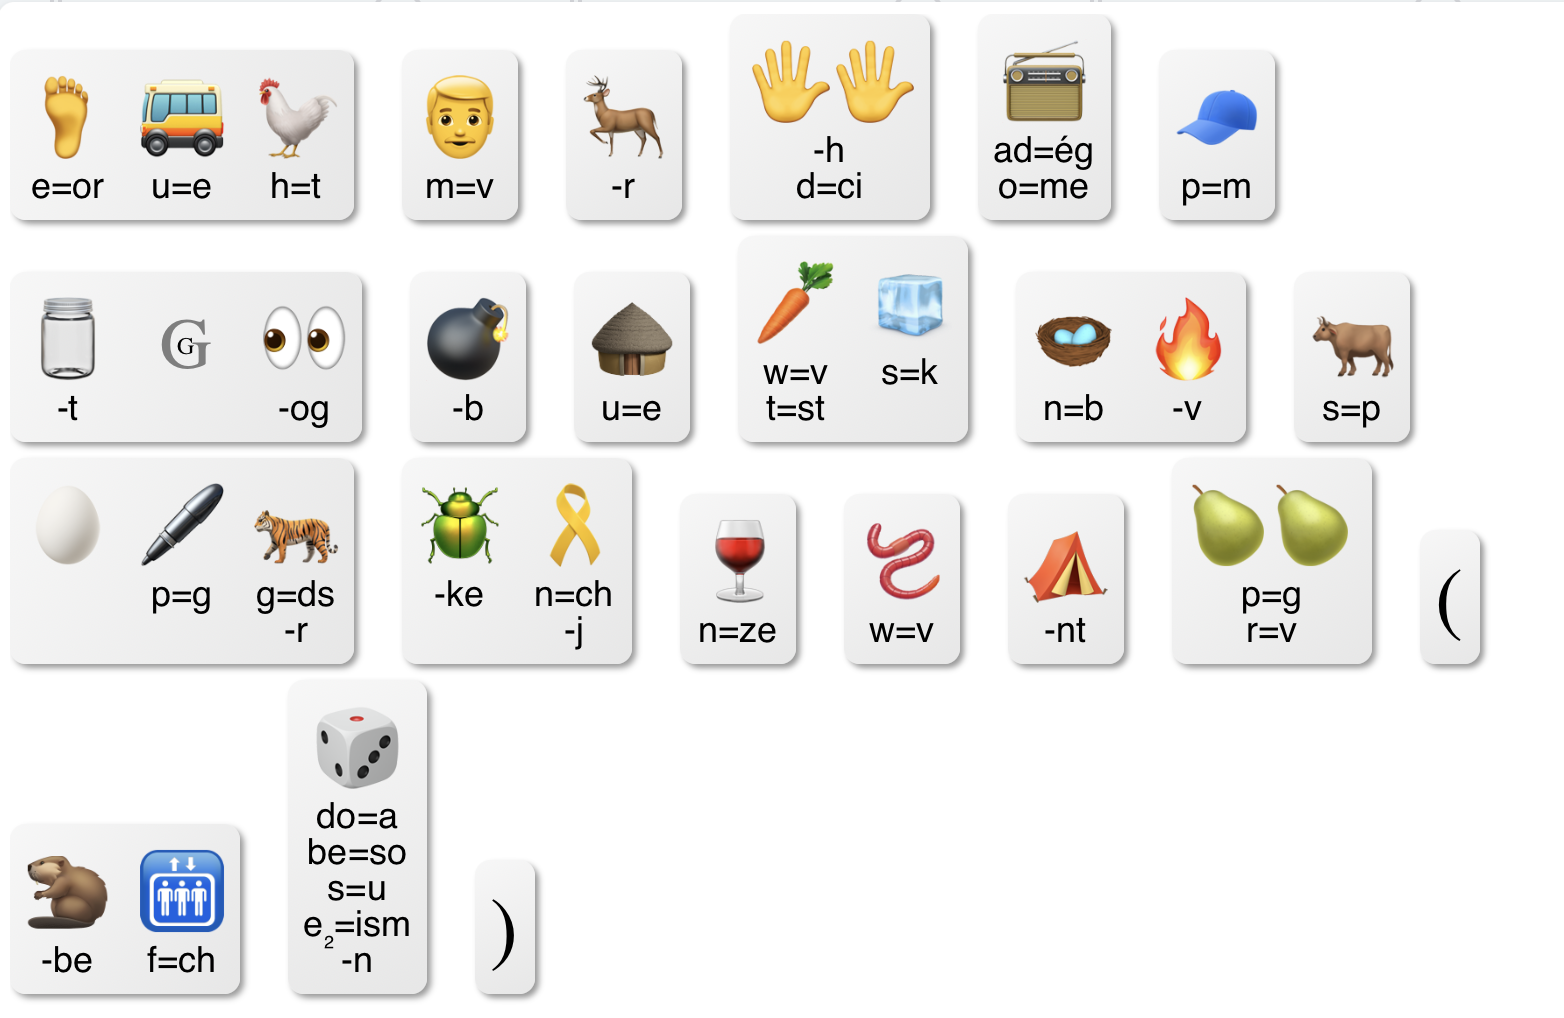 e=or u=e h=t m=v -r -h ad=ég p=m
d=ci o=me
-t G -og -b u=e w=v s=k n=b -v s=p
t=st
p=g g=ds -ke n=ch n=ze w=v -nt p=g (
-r -j r=v
-be f=ch do=a )
be=so
s=u
e₂=ism
-n